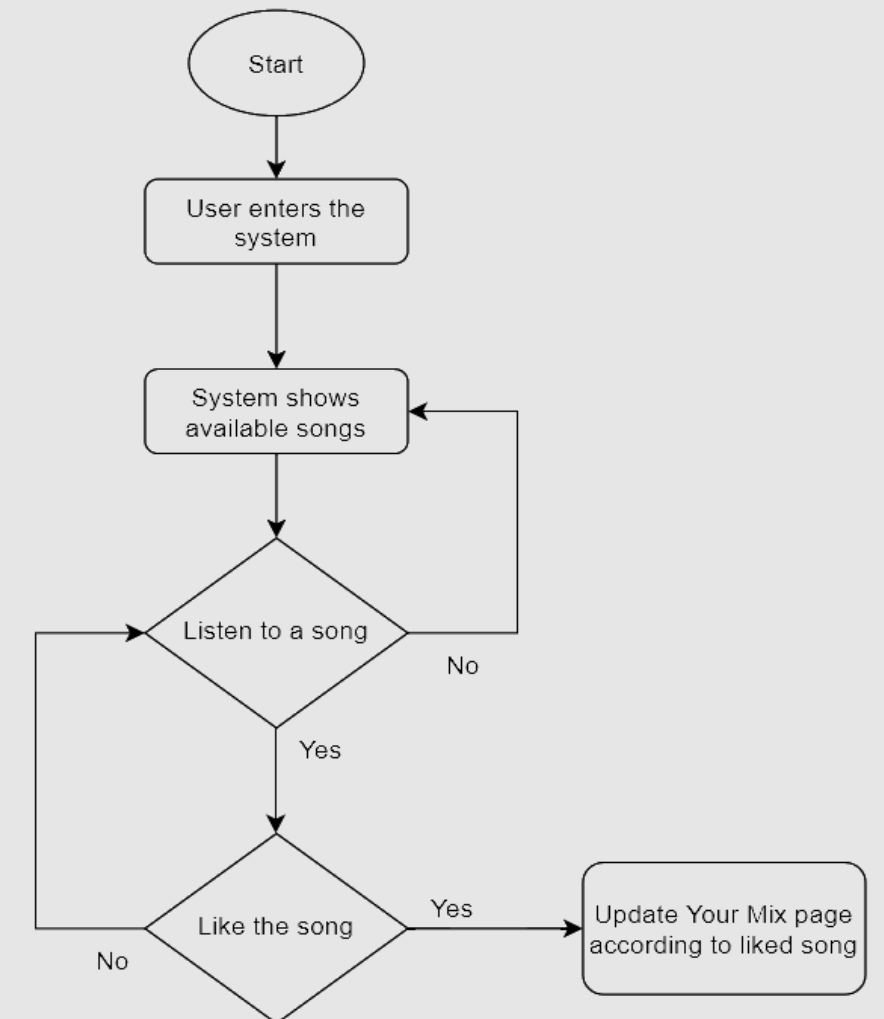 Start
User enters the
system
System shows
available songs
Listen to a song
No
Yes
Like the song
Yes
No
Update Your Mix page
according to liked song